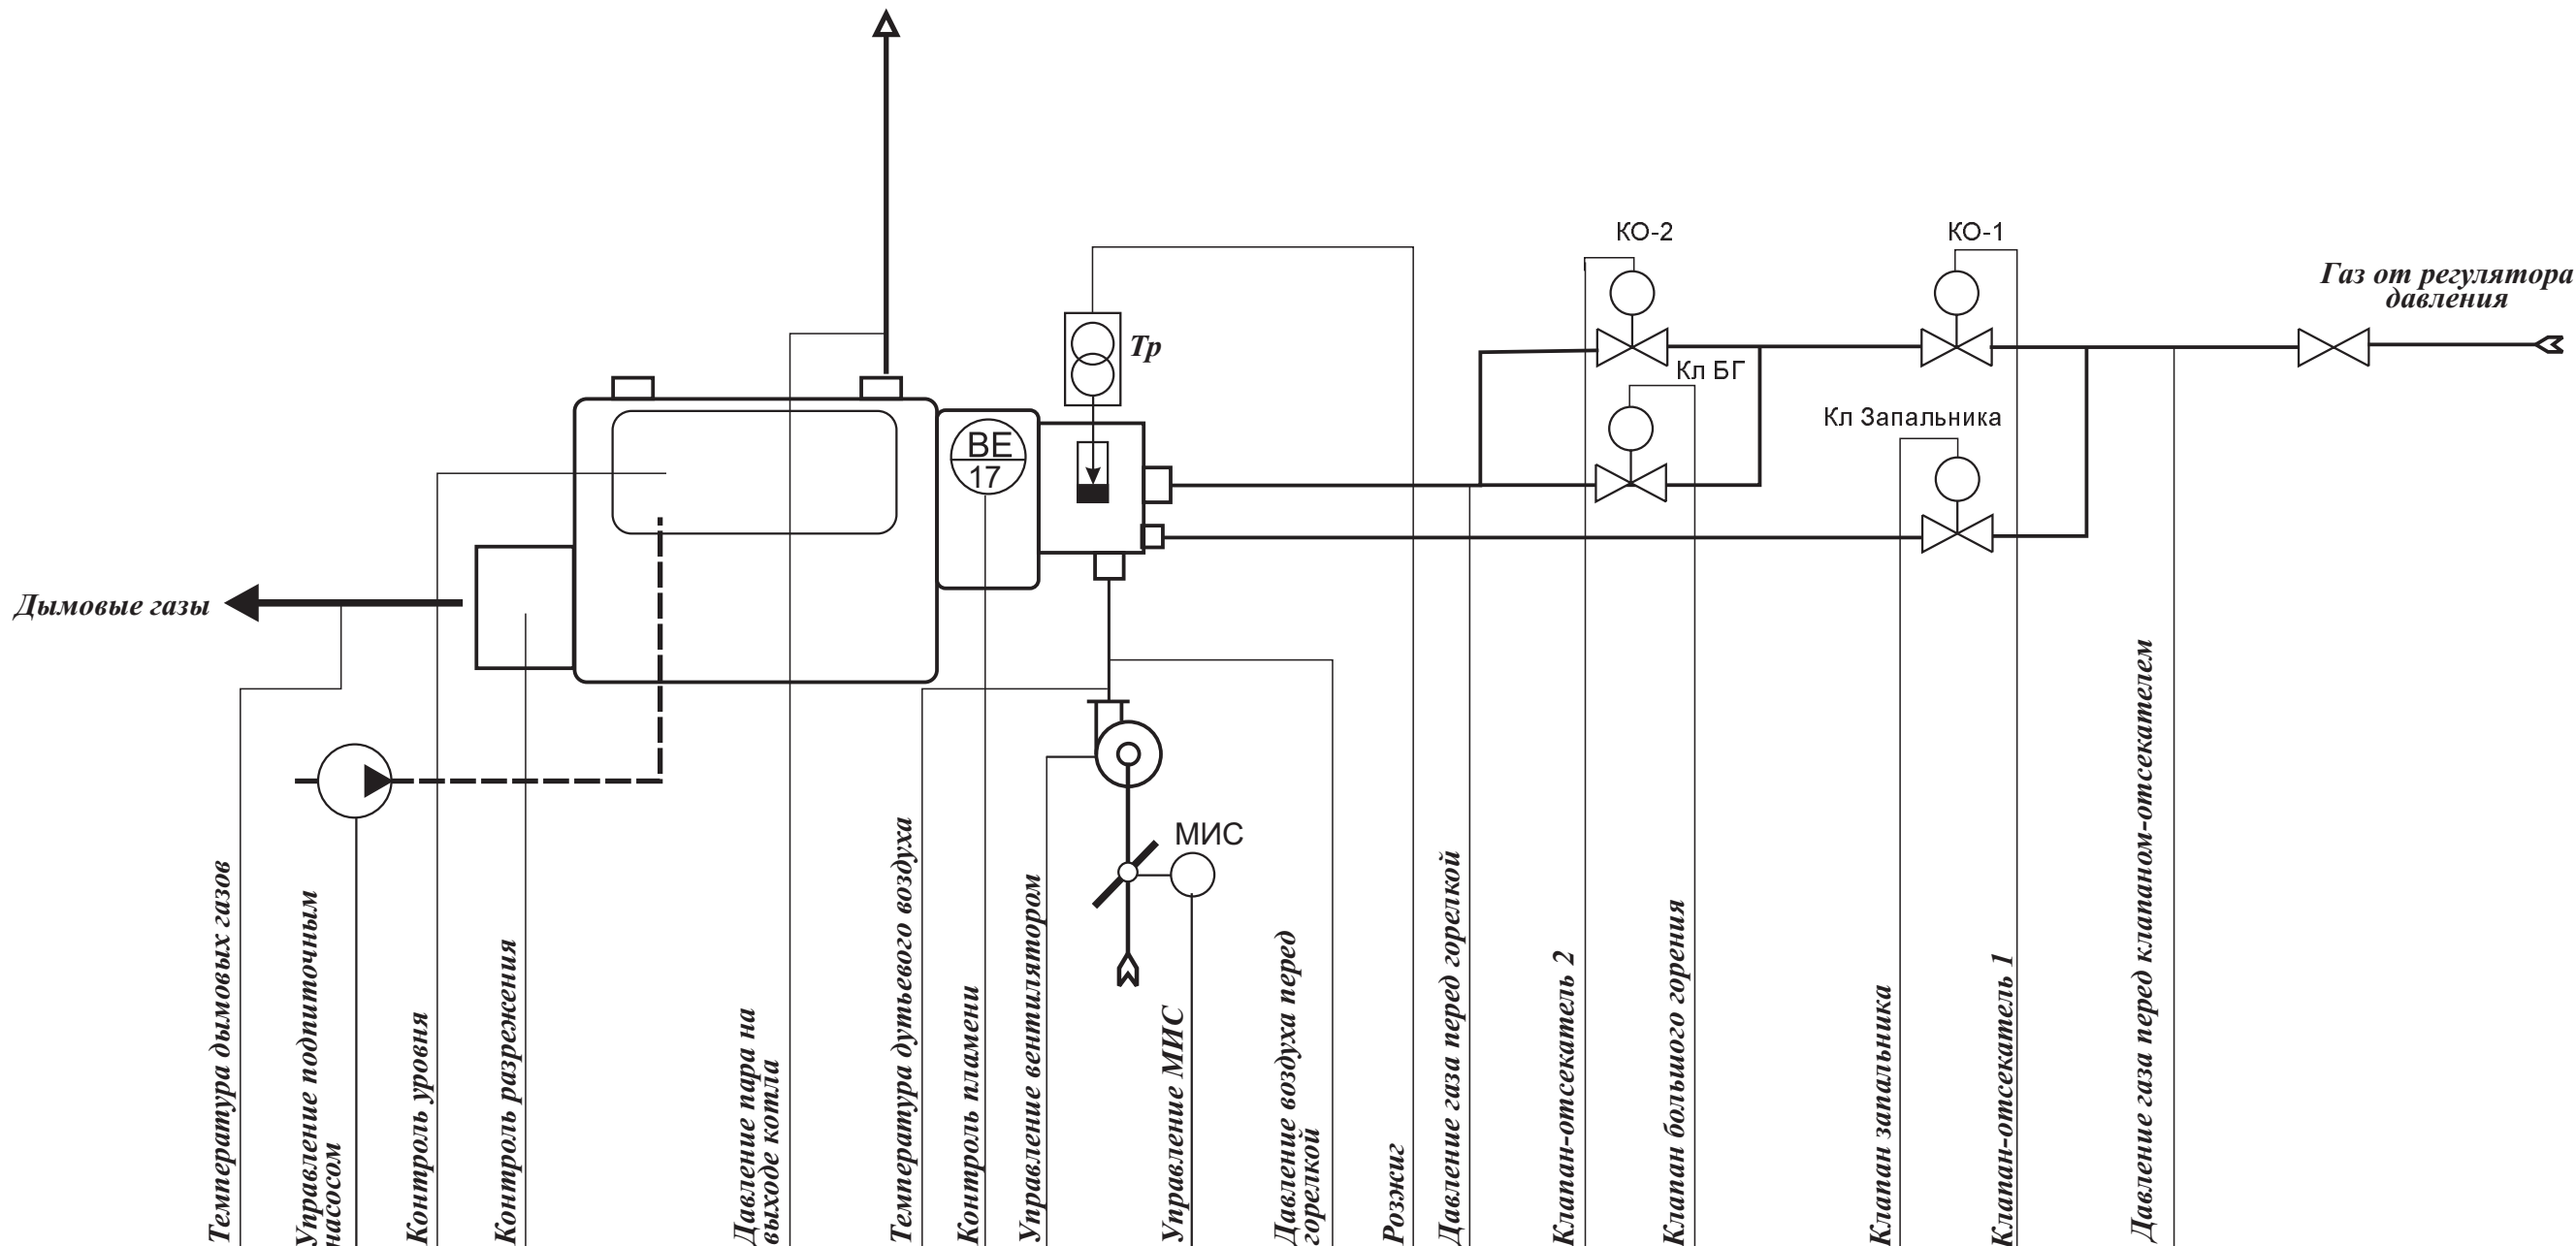 КО-2
КО-1
Газ от регулятора
давления
Тр
Кл БГ
Кл Запальника
ВЕ
17
Дымовые газы
МИС
Температура дымовых газов
Управление подпиточным
насосом
Контроль уровня
Контроль разрежения
Давление пара на
выходе котла
Температура дутьевого воздуха
Контроль пламени
Управление вентилятором
Управление МИС
Давление воздуха перед
горелкой
Розжиг
Давление газа перед горелкой
Клапан-отсекатель 2
Клапан большого горения
Клапан запальника
Клапан-отсекатель 1
Давление газа перед клапаном-отсекателем